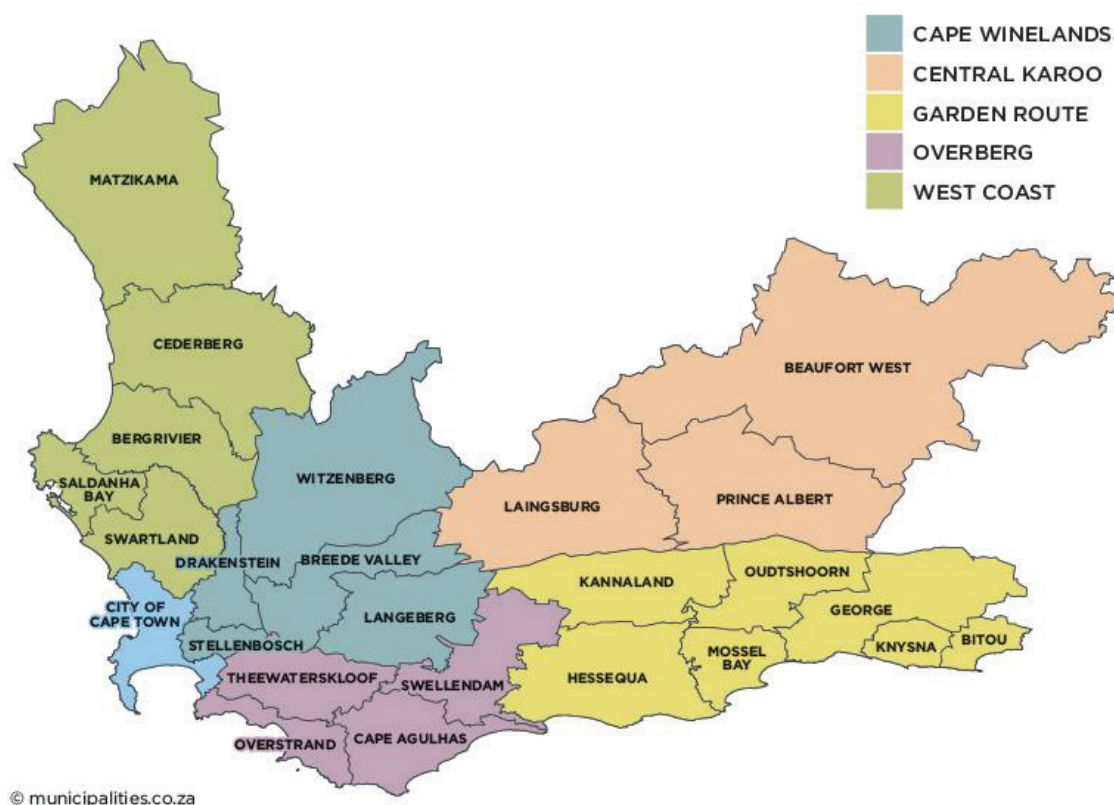 CAPE WINELANDS
CENTRAL KAROO
GARDEN ROUTE
OVERBERG
WEST COAST
MATZIKAMA
CEDERBERG
BEAUFORT WEST
BERGRIVIER
SALDANHA
BAY
WITZENBERG
LAINGSBURG
PRINCE ALBERT
SWARTLAND
DRAKENSTEIN
BREEDE VALLEY
KANNALAND
OUDTSHOORN
CITY OF
CAPE TOWN
LANGEBERG
GEORGE
STELLENBOSCH
MOSSEL
BAY
KNYSNA
BITOU
THEEWATERSKLOOF
SWELLENDAM
HESSEQUA
OVERSTRAND
CAPE AGULHAS
© municipalities.co.za